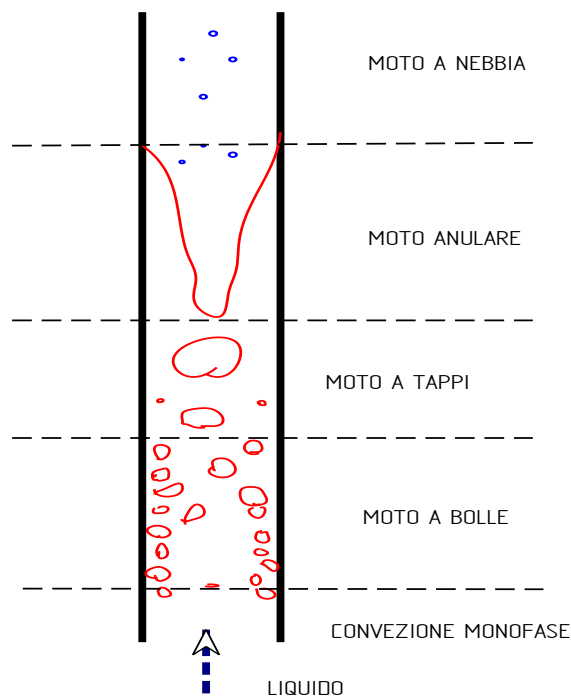 MOTO A NEBBIA
MOTO ANULARE
MOTO A TAPPI
MOTO A BOLLE
CONVEZIONE MONOFASE
LIQUIDO